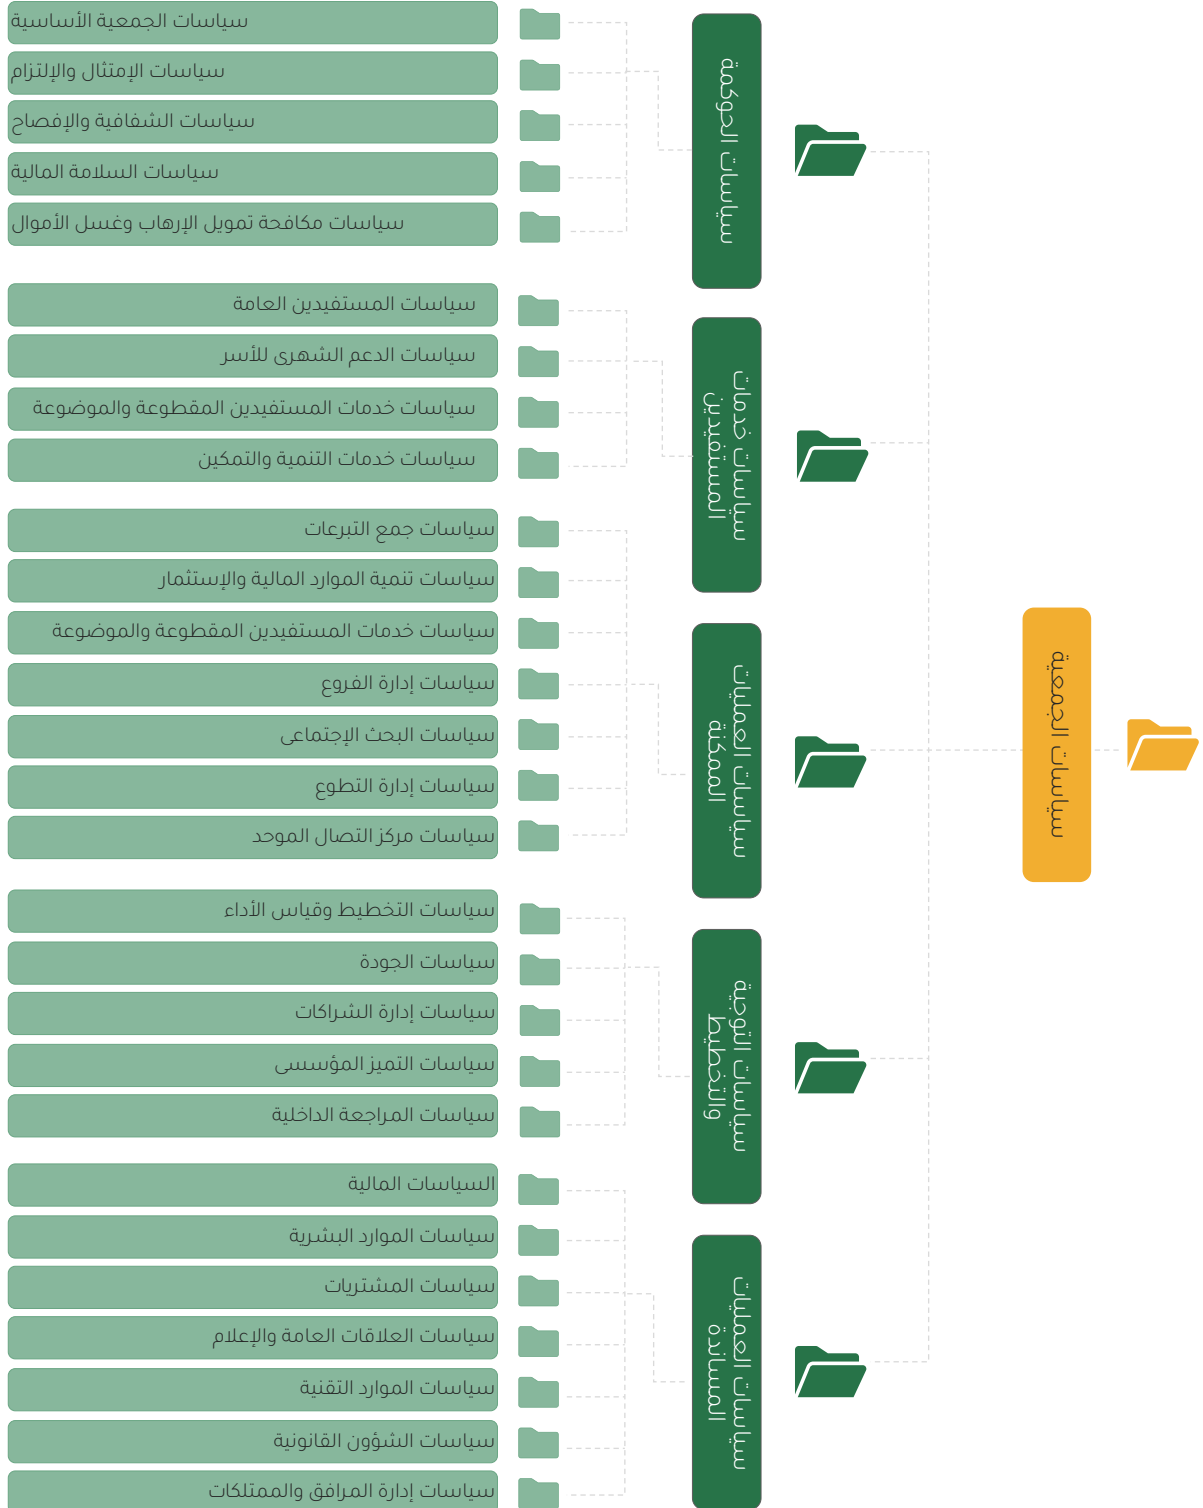 سياسات الجمعية
سياسات الحوكمة
سياسات الجمعية الأساسية
سياسات الإمتثال والإلتزام
سياسات الشفافية والإفصاح
سياسات السلامة المالية
سياسات مكافحة تمويل الإرهاب وغسل الأموال
سياسات خدمات
المستفيدين
سياسات المستفيدين العامة
سياسات الدعم الشهرى للأسر
سياسات خدمات المستفيدين المقطوعة والموضوعة
سياسات خدمات التنمية والتمكين
سياسات العمليات
الممكنة
سياسات جمع التبرعات
سياسات تنمية الموارد المالية والإستثمار
سياسات خدمات المستفيدين المقطوعة والموضوعة
سياسات إدارة الفروع
سياسات البحث الإجتماعى
سياسات إدارة التطوع
سياسات مركز التصال الموحد
سياسات التوجية
والتخطيط
سياسات التخطيط وقياس الأداء
سياسات الجودة
سياسات إدارة الشراكات
سياسات التميز المؤسسى
سياسات المراجعة الداخلية
سياسات العمليات
المساندة
السياسات المالية
سياسات الموارد البشرية
سياسات المشتريات
سياسات العلاقات العامة والإعلام
سياسات الموارد التقنية
سياسات الشؤون القانونية
سياسات إدارة المرافق والممتلكات